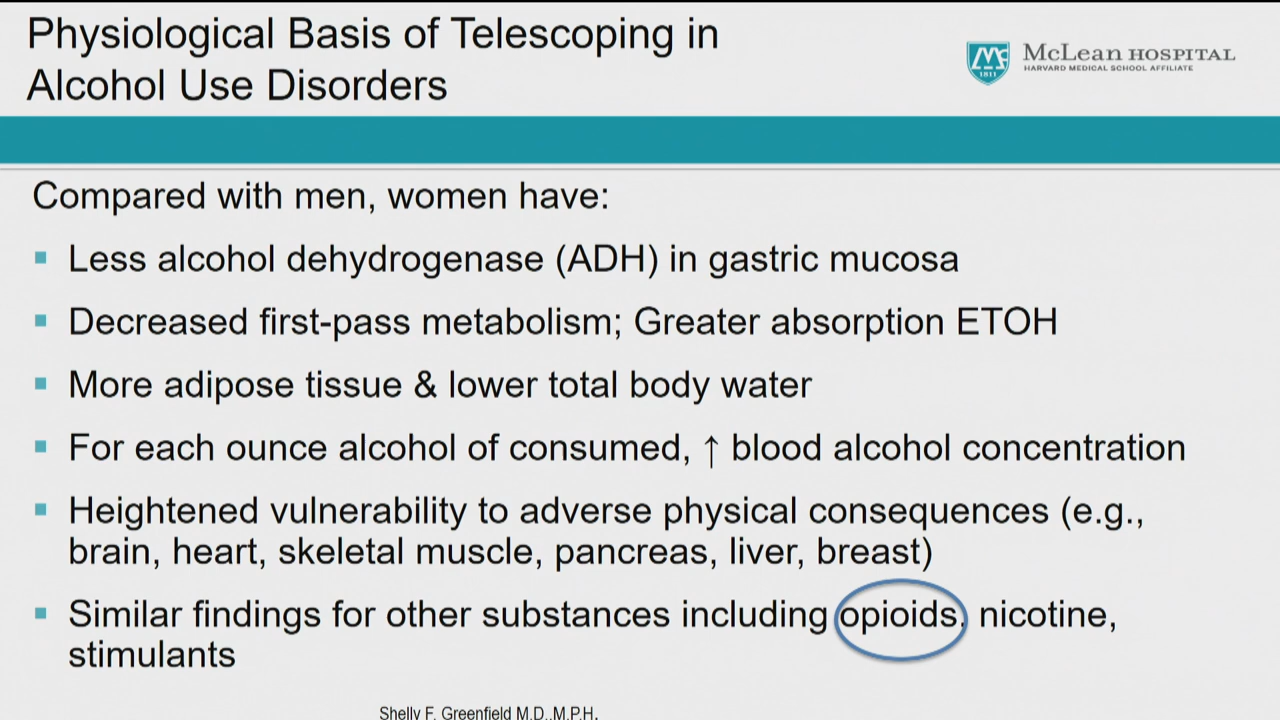 Physiological Basis of Telescoping in
Alcohol Use Disorders
McLean HOSPITAL
HARVARD MEDICAL SCHOOL AFFILIATE
1811
Compared with men, women have:
Less alcohol dehydrogenase (ADH) in gastric mucosa
Decreased first-pass metabolism; Greater absorption ETOH
More adipose tissue & lower total body water
For each ounce alcohol of consumed, ↑ blood alcohol concentration
Heightened vulnerability to adverse physical consequences (e.g.,
brain, heart, skeletal muscle, pancreas, liver, breast)
Similar findings for other substances including opioids, nicotine,
stimulants
Shelly F. Greenfield M.D.,M.P.H.